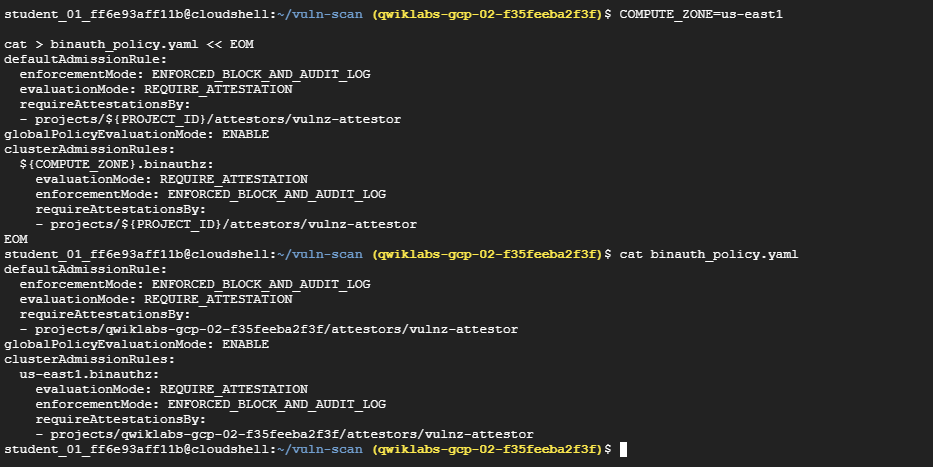 student_01_ff6e93aff11b@cloudshell:~/vuln-scan (qwiklabs-gcp-02-f35feeba2f3f)$ COMPUTE_ZONE=us-east1
cat > binauth_policy.yaml << EOM
defaultAdmissionRule:
  enforcementMode: ENFORCED_BLOCK_AND_AUDIT_LOG
  evaluationMode: REQUIRE_ATTESTATION
  requireAttestationsBy:
  - projects/${PROJECT_ID}/attestors/vulnz-attestor
globalPolicyEvaluationMode: ENABLE
clusterAdmissionRules:
  ${COMPUTE_ZONE}.binauthz:
    evaluationMode: REQUIRE_ATTESTATION
    enforcementMode: ENFORCED_BLOCK_AND_AUDIT_LOG
    requireAttestationsBy:
    - projects/${PROJECT_ID}/attestors/vulnz-attestor
EOM
student_01_ff6e93aff11b@cloudshell:~/vuln-scan (qwiklabs-gcp-02-f35feeba2f3f)$ cat binauth_policy.yaml
defaultAdmissionRule:
  enforcementMode: ENFORCED_BLOCK_AND_AUDIT_LOG
  evaluationMode: REQUIRE_ATTESTATION
  requireAttestationsBy:
  - projects/qwiklabs-gcp-02-f35feeba2f3f/attestors/vulnz-attestor
globalPolicyEvaluationMode: ENABLE
clusterAdmissionRules:
  us-east1.binauthz:
    evaluationMode: REQUIRE_ATTESTATION
    enforcementMode: ENFORCED_BLOCK_AND_AUDIT_LOG
    requireAttestationsBy:
    - projects/qwiklabs-gcp-02-f35feeba2f3f/attestors/vulnz-attestor
student_01_ff6e93aff11b@cloudshell:~/vuln-scan (qwiklabs-gcp-02-f35feeba2f3f)$